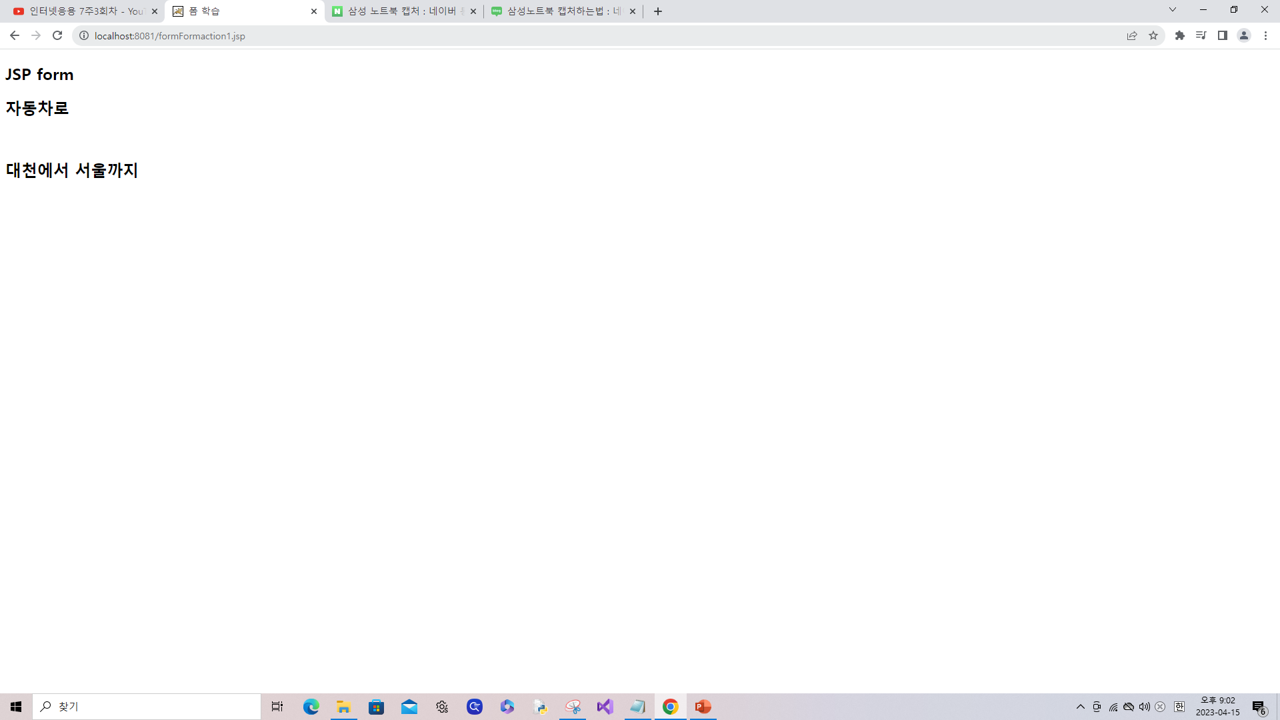 인터넷응용 7주3회차 - You
폼 학습
삼성 노트북 캡처 : 네이버
삼성노트북 캡처하는법 : 네
localhost:8081/formFormaction1.jsp
JSP form
자동차로
대천에서 서울까지
찾기
한
오후 9:02
2023-04-15
6